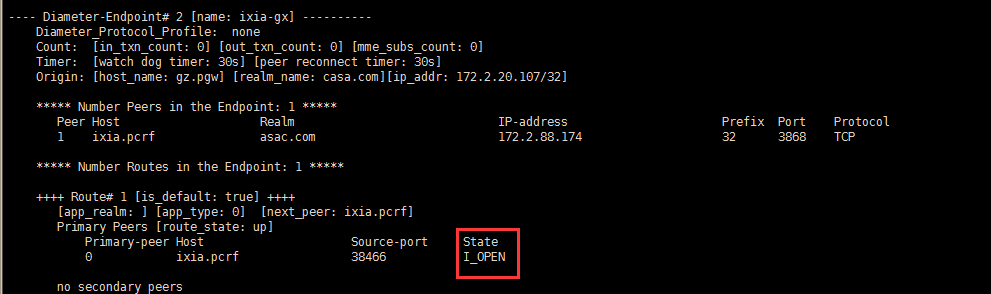 ---- Diameter-Endpoint# 2 [name: ixia-gx] ----------
Diameter_Protocol_Profile:  none
Count:  [in_txn_count: 0] [out_txn_count: 0] [mme_subs_count: 0]
Timer:  [watch dog timer: 30s] [peer reconnect timer: 30s]
Origin: [host_name: gz.pgw] [realm_name: casa.com][ip_addr: 172.2.20.107/32]
***** Number Peers in the Endpoint: 1 *****
Peer Host Realm IP-address Prefix Port Protocol
1 ixia.pcrf asac.com 172.2.88.174 32 3868 TCP
***** Number Routes in the Endpoint: 1 *****
++++ Route# 1 [is_default: true] ++++
[app_realm: ] [app_type: 0]  [next_peer: ixia.pcrf]
Primary Peers [route_state: up]
Primary-peer Host Source-port State
0 ixia.pcrf 38466 I_OPEN
no secondary peers